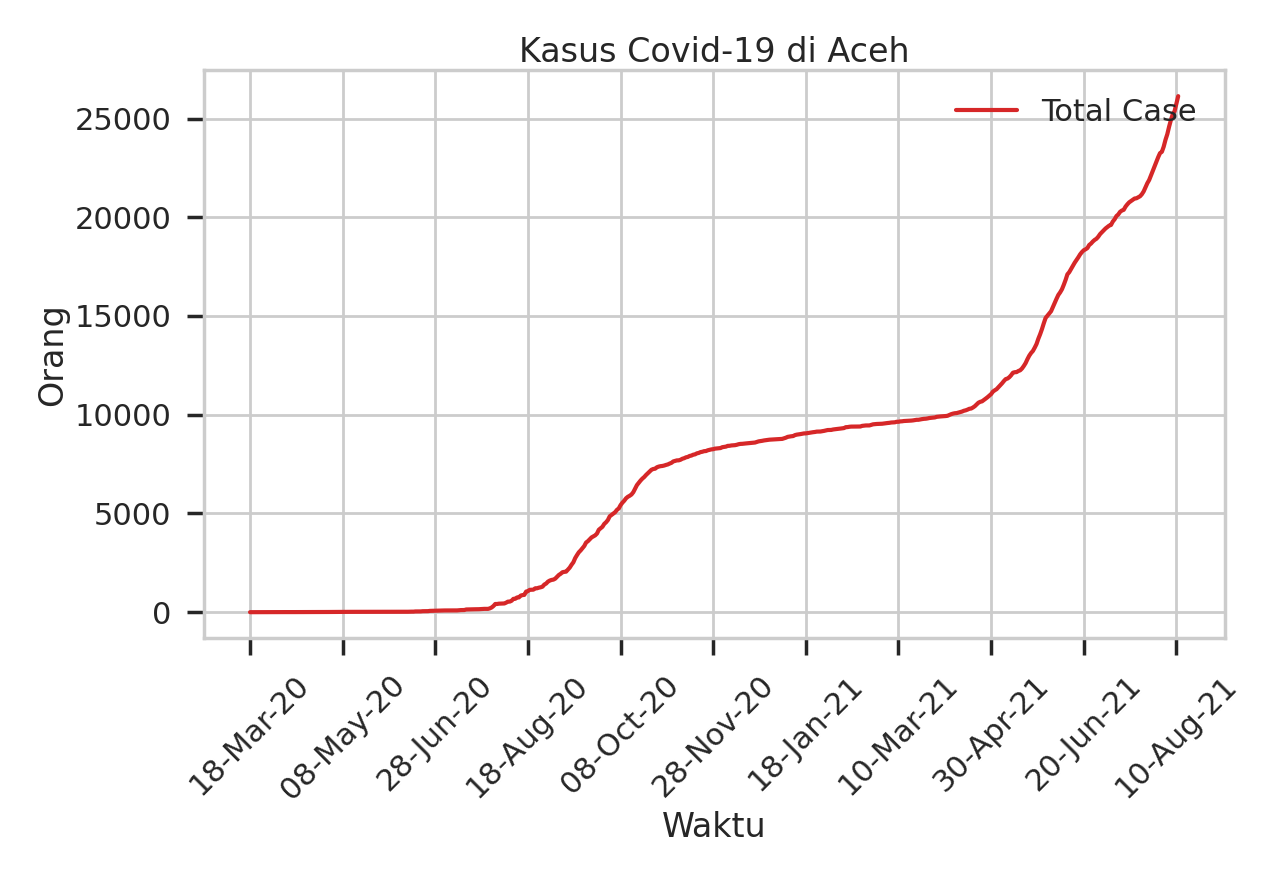 Kasus Covid-19 di Aceh
Total Case
25000
20000
15000
10000
5000
0
Orang
18-Mar-20
08-May-20
28-Jun-20
18-Aug-20
08-Oct-20
28-Nov-20
18-Jan-21
10-Mar-21
30-Apr-21
20-Jun-21
10-Aug-21
Waktu